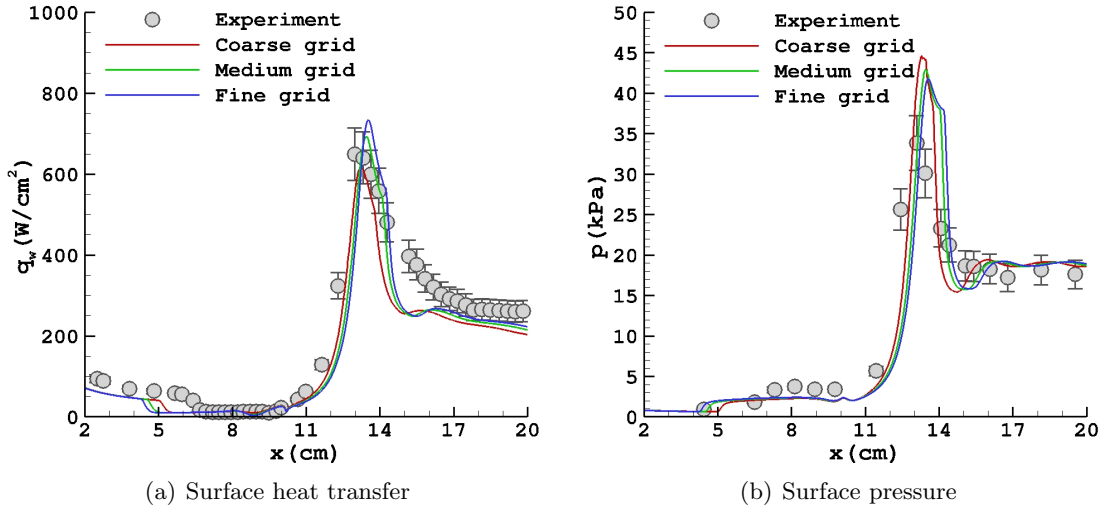 1000
800
600
400
200
0
q_w (W/cm²)
Experiment
Coarse grid
Medium grid
Fine grid
2 5 8 11 14 17 20
x (cm)
(a) Surface heat transfer
50
45
40
35
30
25
20
15
10
5
0
p (kPa)
Experiment
Coarse grid
Medium grid
Fine grid
2 5 8 11 14 17 20
x (cm)
(b) Surface pressure